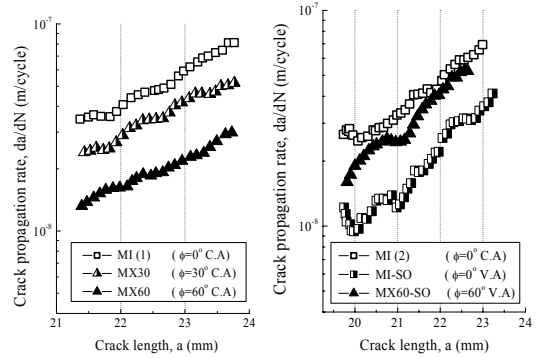 10⁻⁷
10⁻⁸
Crack propagation rate, da/dN (m/cycle)
MI (1) (ϕ=0° C.A)
MX30 (ϕ=30° C.A)
MX60 (ϕ=60° C.A)
22 23 24
Crack length, a (mm)
10⁻⁷
10⁻⁸
Crack propagation rate, da/dN (m/cycle)
MI (2) (ϕ=0° C.A)
MI-SO (ϕ=0° V.A)
MX60-SO (ϕ=60° V.A)
20 21 22 23 24
Crack length, a (mm)